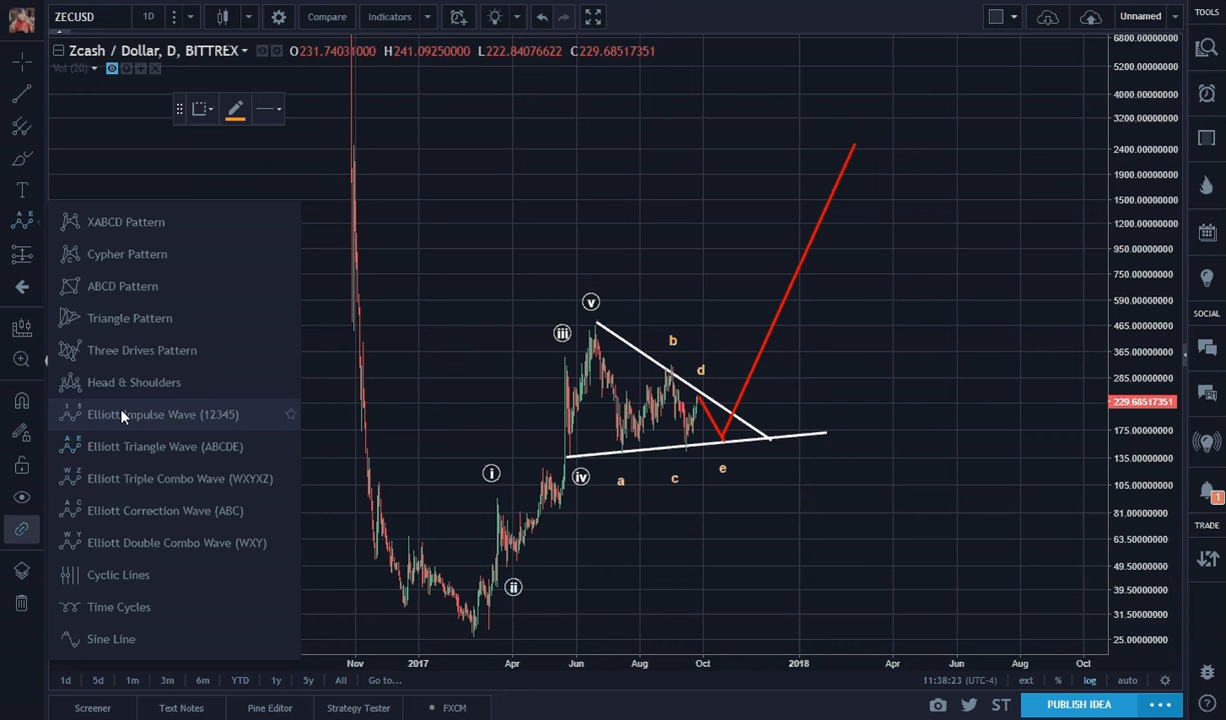 ZECUSD 1D Compare Indicators Unnamed TOOLS
Zcash / Dollar, D, BITTREX O231.74031000 H241.09250000 L222.84076622 C229.68517351
Vol (20)
6800.00000000
5200.00000000
4000.00000000
3200.00000000
2400.00000000
1900.00000000
1500.00000000
1200.00000000
950.00000000
750.00000000
590.00000000
465.00000000
365.00000000
285.00000000
229.68517351
175.00000000
135.00000000
105.00000000
81.00000000
63.50000000
49.50000000
39.50000000
31.50000000
25.00000000
XABCD Pattern
Cypher Pattern
ABCD Pattern
Triangle Pattern
Three Drives Pattern
Head & Shoulders
Elliott Impulse Wave (12345)
Elliott Triangle Wave (ABCDE)
Elliott Triple Combo Wave (WXYXZ)
Elliott Correction Wave (ABC)
Elliott Double Combo Wave (WXY)
Cyclic Lines
Time Cycles
Sine Line
v
iii
b
d
i
iv
a
c
e
ii
SOCIAL
1
TRADE
Nov 2017 Apr Jun Aug Oct 2018 Apr Jun Aug Oct
1d 5d 1m 3m 6m YTD 1y 5y All Go to... 11:38:23 (UTC-4) ext % log auto
Screener Text Notes Pine Editor Strategy Tester FXCM ST PUBLISH IDEA